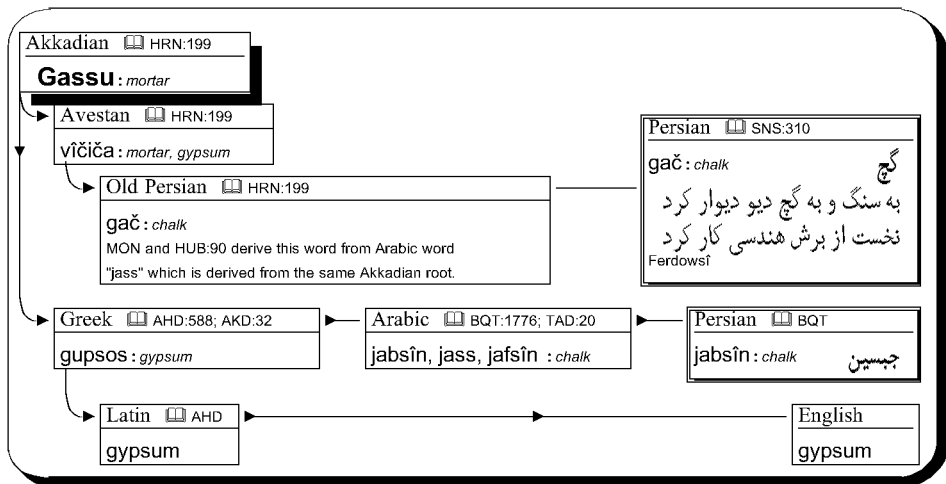 Akkadian HRN:199
Gassu : mortar
Avestan HRN:199
vîčiča : mortar, gypsum
Persian SNS:310
gač : chalk گچ
به سنگ و به گچ دیو دیوار کرد
نخست از برش هندسی کار کرد
Ferdowsî
Old Persian HRN:199
gač : chalk
MON and HUB:90 derive this word from Arabic word
"jass" which is derived from the same Akkadian root.
Greek AHD:588; AKD:32
gupsos : gypsum
Arabic BQT:1776; TAD:20
jabsîn, jass, jafsîn : chalk
Persian BQT
jabsîn : chalk جبسین
Latin AHD
gypsum
English
gypsum